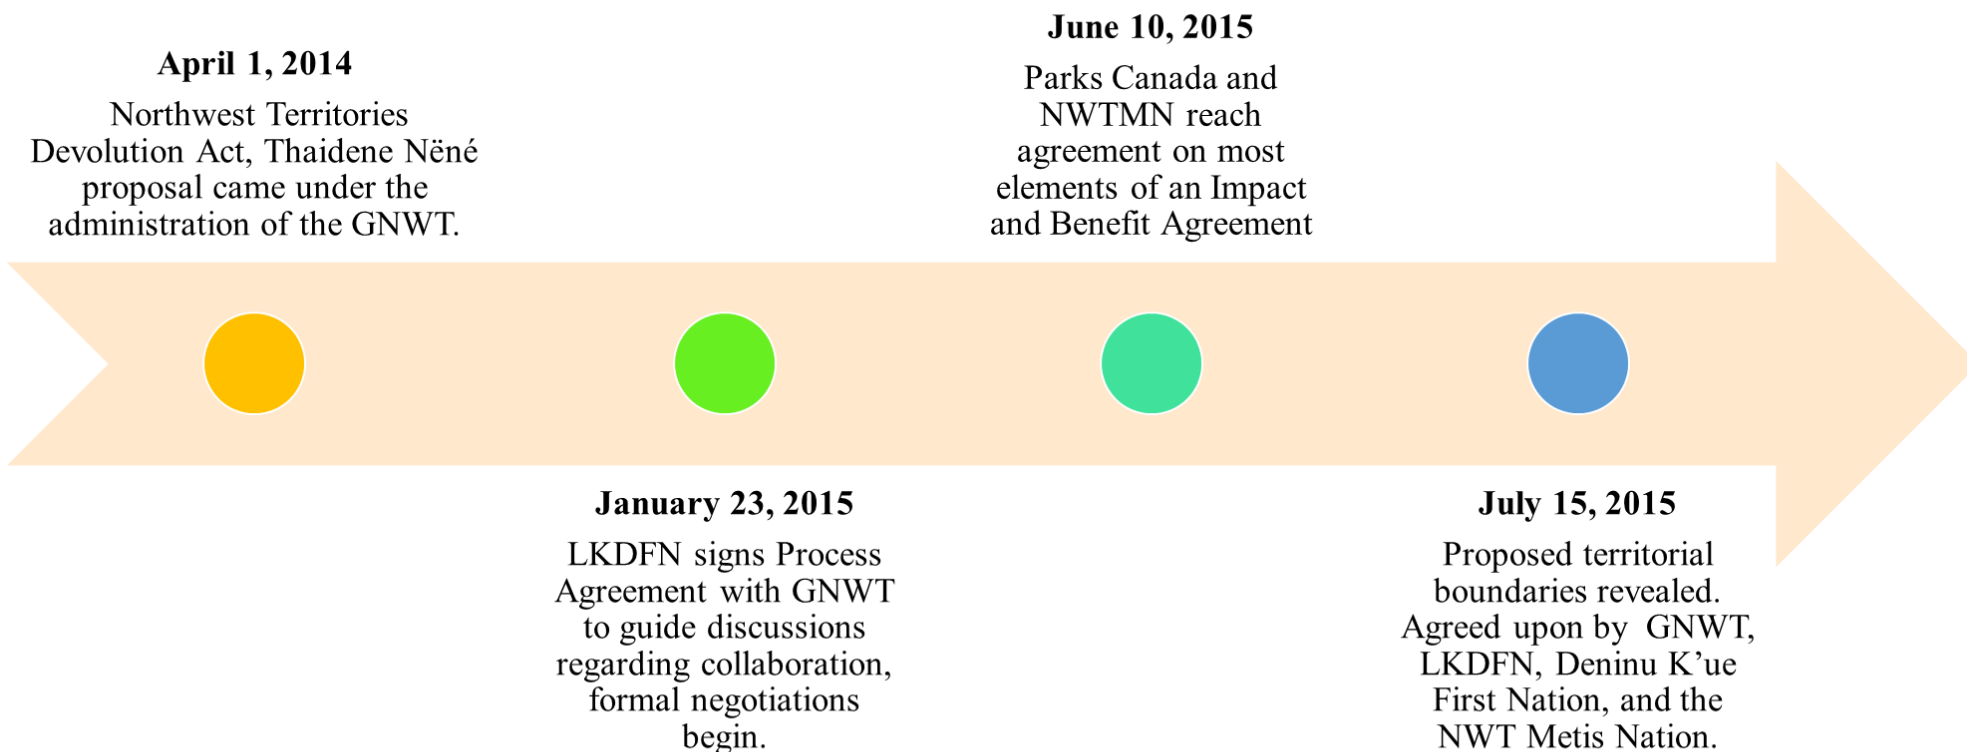 April 1, 2014
Northwest Territories
Devolution Act, Thaidene Nëné
proposal came under the
administration of the GNWT.
January 23, 2015
LKDFN signs Process
Agreement with GNWT
to guide discussions
regarding collaboration,
formal negotiations
begin.
June 10, 2015
Parks Canada and
NWTMN reach
agreement on most
elements of an Impact
and Benefit Agreement
July 15, 2015
Proposed territorial
boundaries revealed.
Agreed upon by GNWT,
LKDFN, Deninu K’ue
First Nation, and the
NWT Metis Nation.